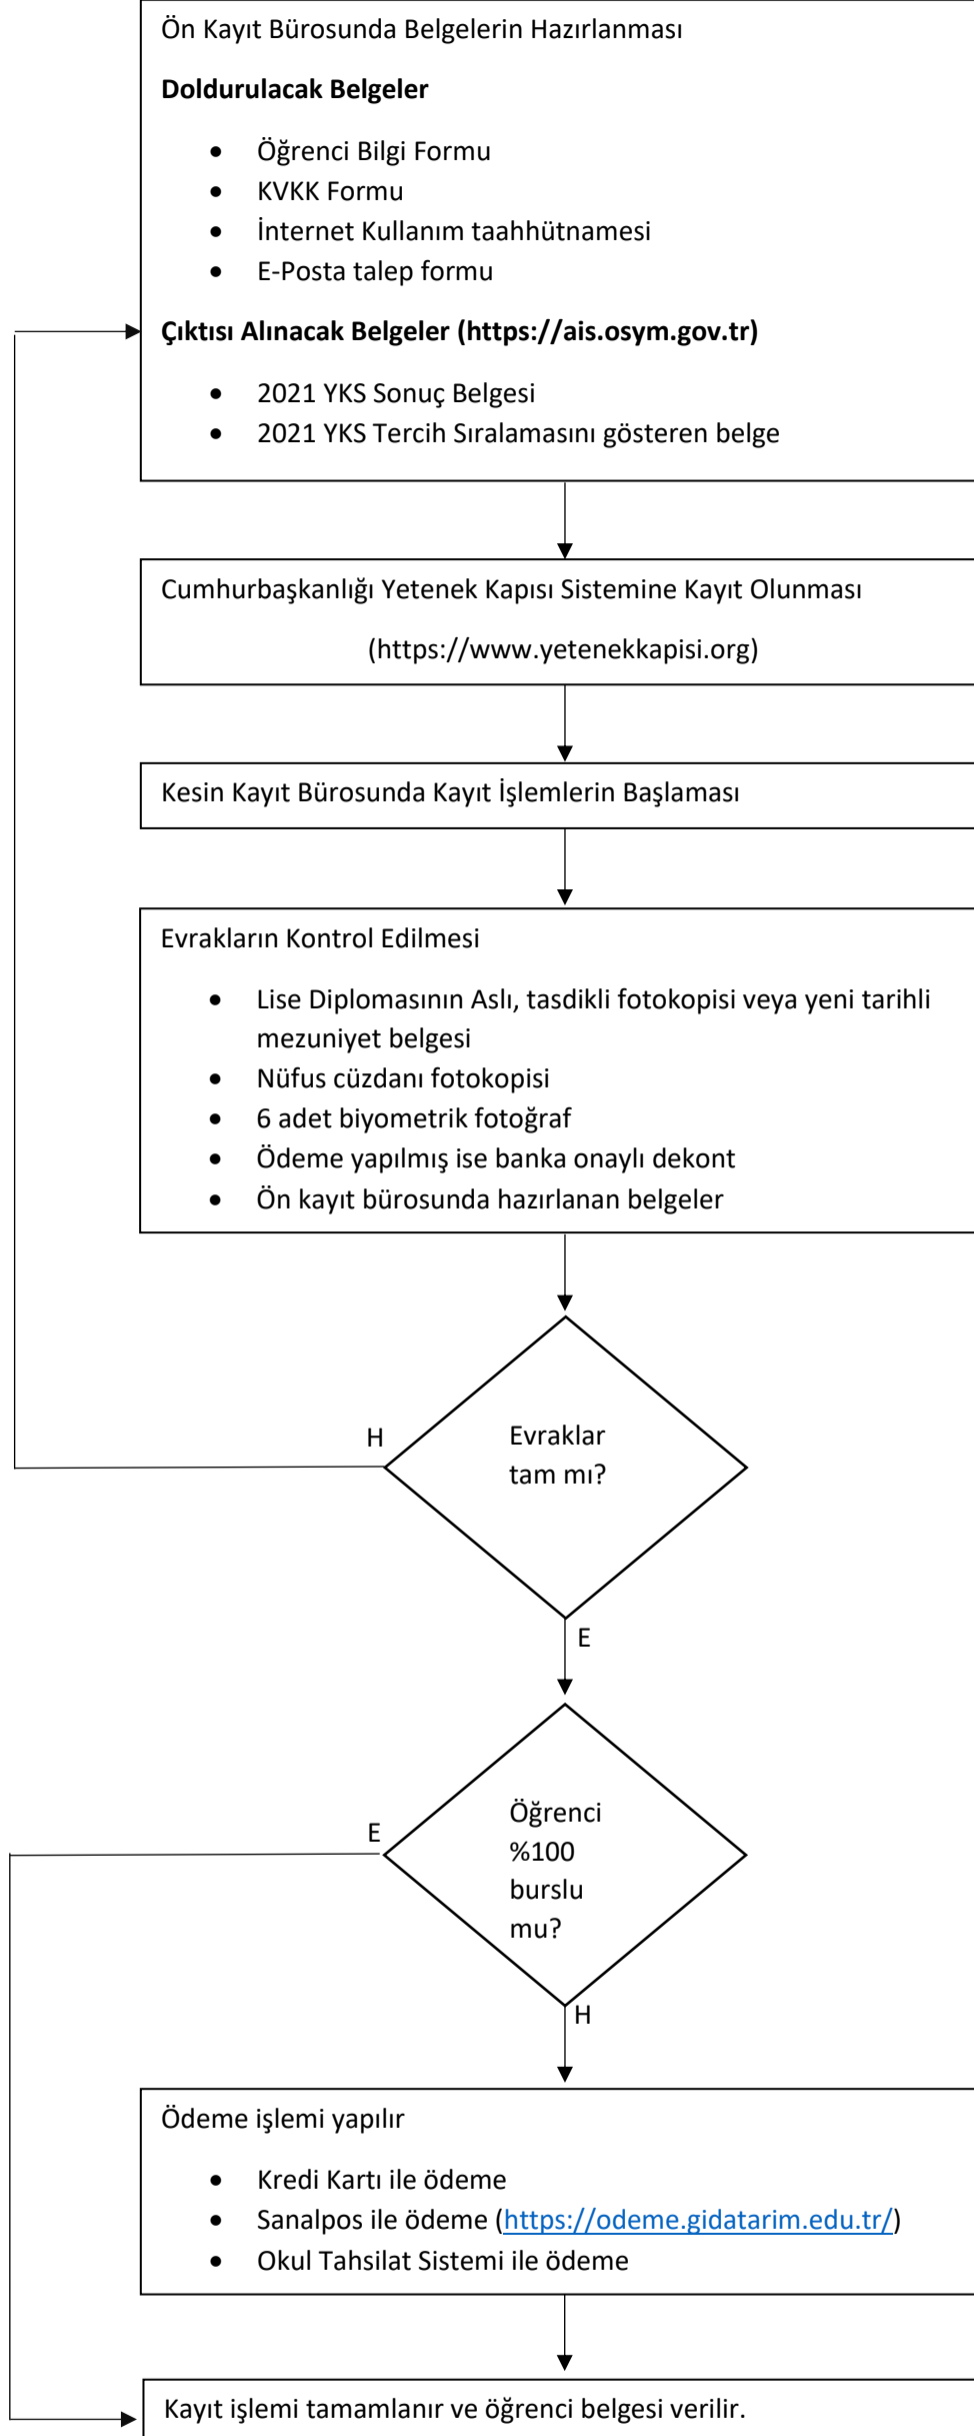 Ön Kayıt Bürosunda Belgelerin Hazırlanması
Doldurulacak Belgeler
• Öğrenci Bilgi Formu
• KVKK Formu
• İnternet Kullanım taahhütnamesi
• E-Posta talep formu
Çıktısı Alınacak Belgeler (https://ais.osym.gov.tr)
• 2021 YKS Sonuç Belgesi
• 2021 YKS Tercih Sıralamasını gösteren belge
Cumhurbaşkanlığı Yetenek Kapısı Sistemine Kayıt Olunması
(https://www.yetenekkapisi.org)
Kesin Kayıt Bürosunda Kayıt İşlemlerin Başlaması
Evrakların Kontrol Edilmesi
• Lise Diplomasının Aslı, tasdikli fotokopisi veya yeni tarihli
mezuniyet belgesi
• Nüfus cüzdanı fotokopisi
• 6 adet biyometrik fotoğraf
• Ödeme yapılmış ise banka onaylı dekont
• Ön kayıt bürosunda hazırlanan belgeler
H
Evraklar
tam mı?
E
E
Öğrenci
%100
burslu
mu?
H
Ödeme işlemi yapılır
• Kredi Kartı ile ödeme
• Sanalpos ile ödeme (https://odeme.gidatarim.edu.tr/)
• Okul Tahsilat Sistemi ile ödeme
Kayıt işlemi tamamlanır ve öğrenci belgesi verilir.